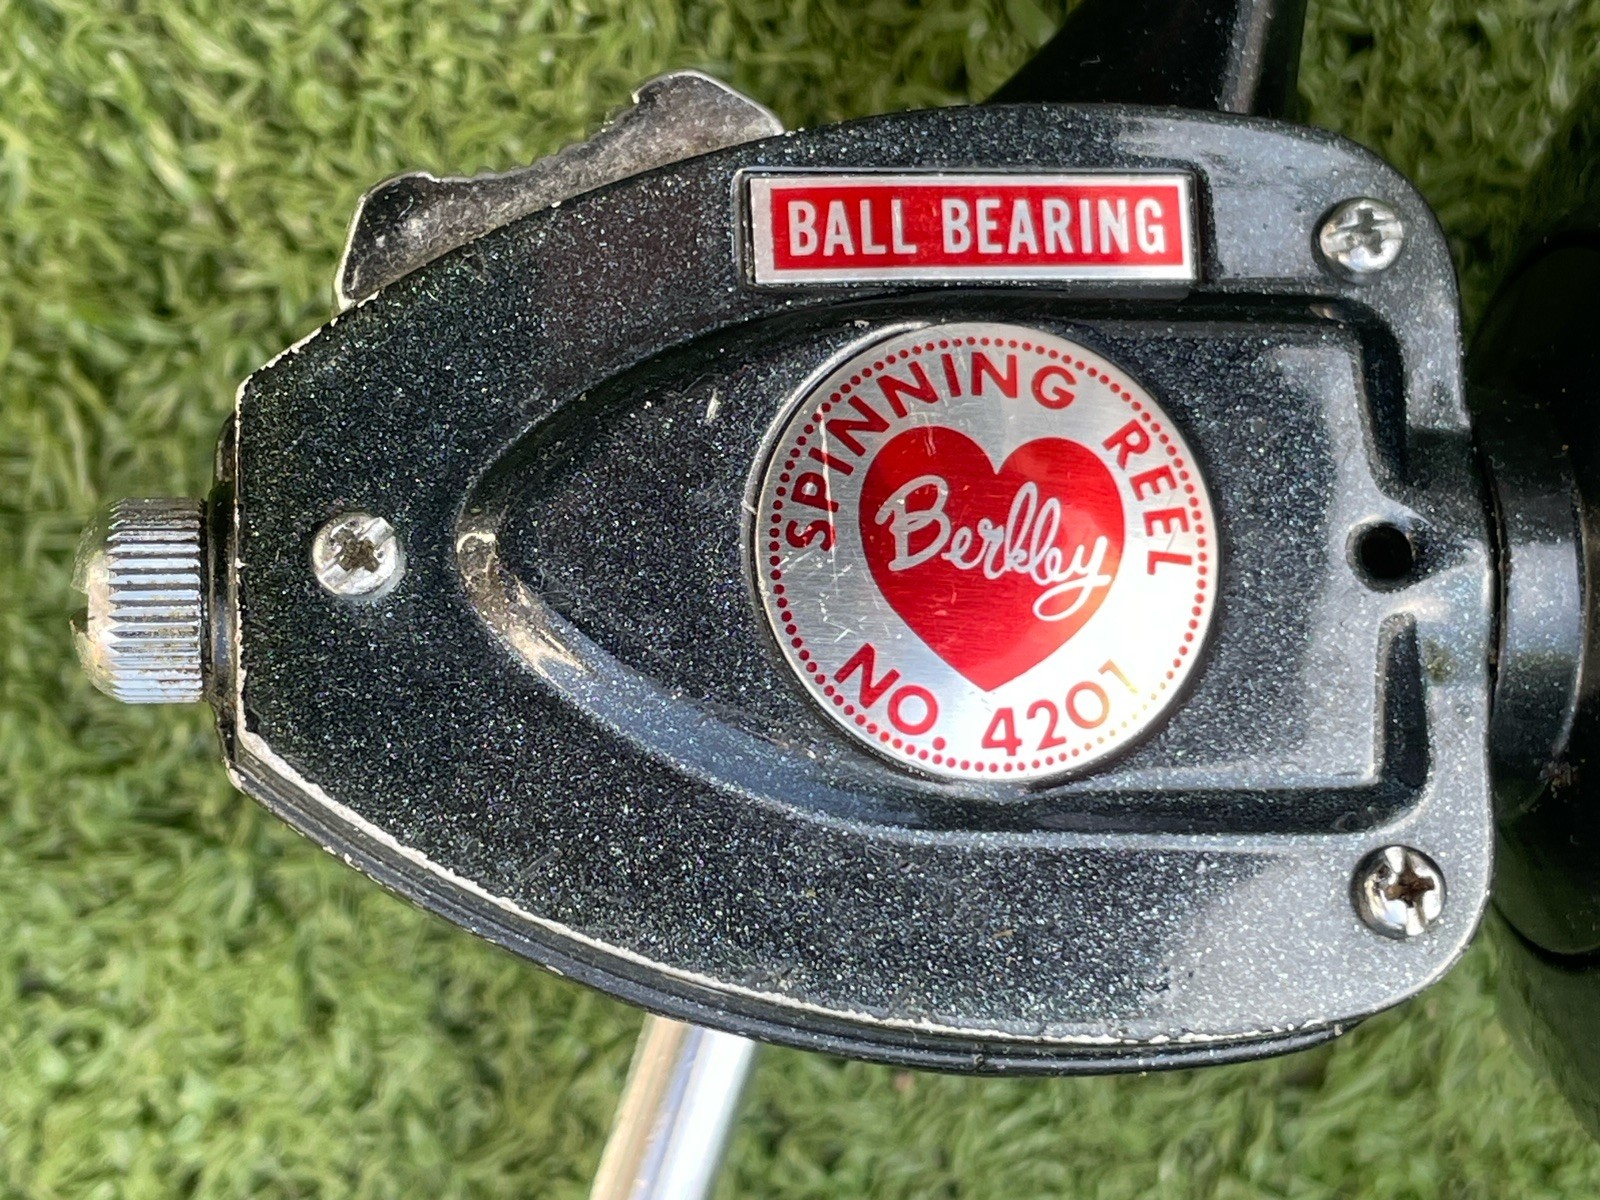 BALL BEARING
SPINNING REEL
Berkley
NO. 4201